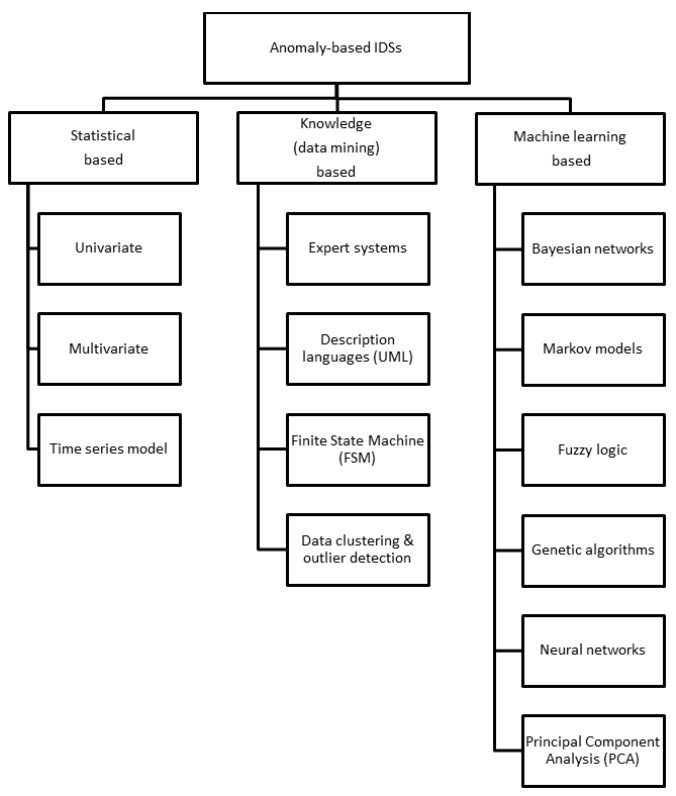 Anomaly-based IDSs
Statistical
based
Univariate
Multivariate
Time series model
Knowledge
(data mining)
based
Expert systems
Description
languages (UML)
Finite State Machine
(FSM)
Data clustering &
outlier detection
Machine learning
based
Bayesian networks
Markov models
Fuzzy logic
Genetic algorithms
Neural networks
Principal Component
Analysis (PCA)